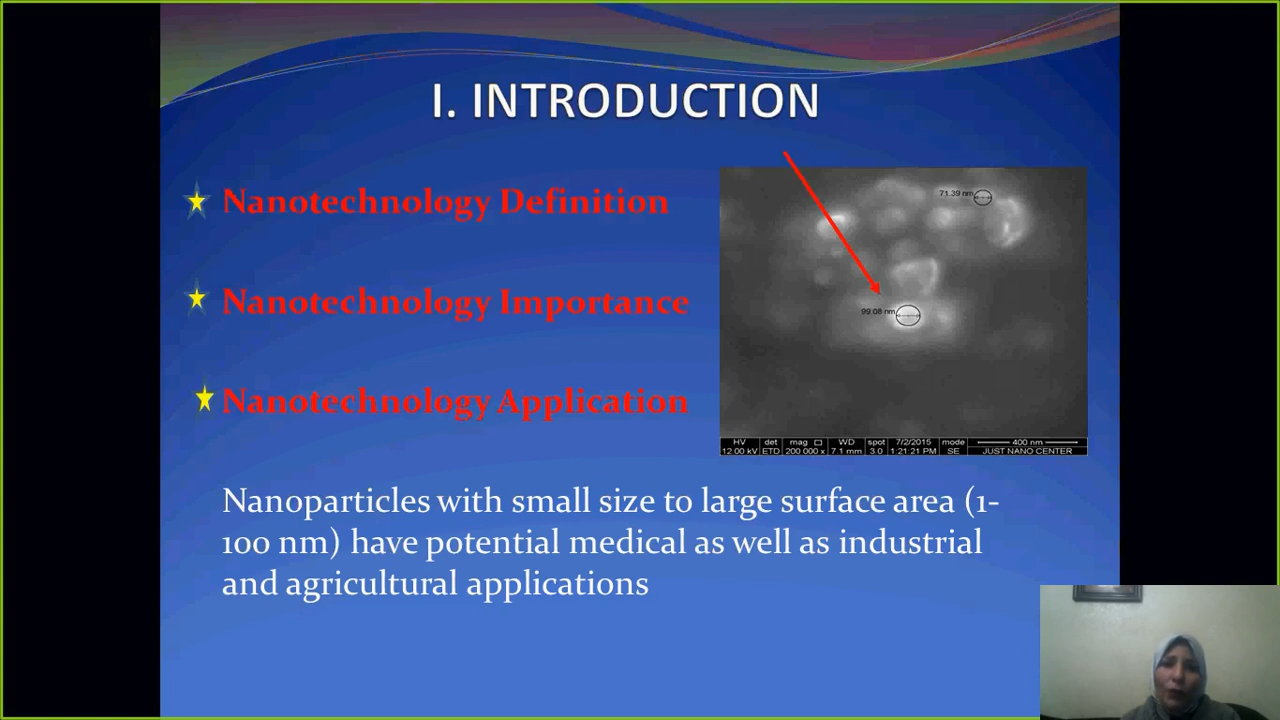 I. INTRODUCTION
Nanotechnology Definition
Nanotechnology Importance
Nanotechnology Application
71.39 nm
99.08 nm
HV det mag □ WD spot 7/2/2015 mode 400 nm
12.00 kV ETD 200 000 x 7.1 mm 3.0 1:21:21 PM SE JUST NANO CENTER
Nanoparticles with small size to large surface area (1-
100 nm) have potential medical as well as industrial
and agricultural applications